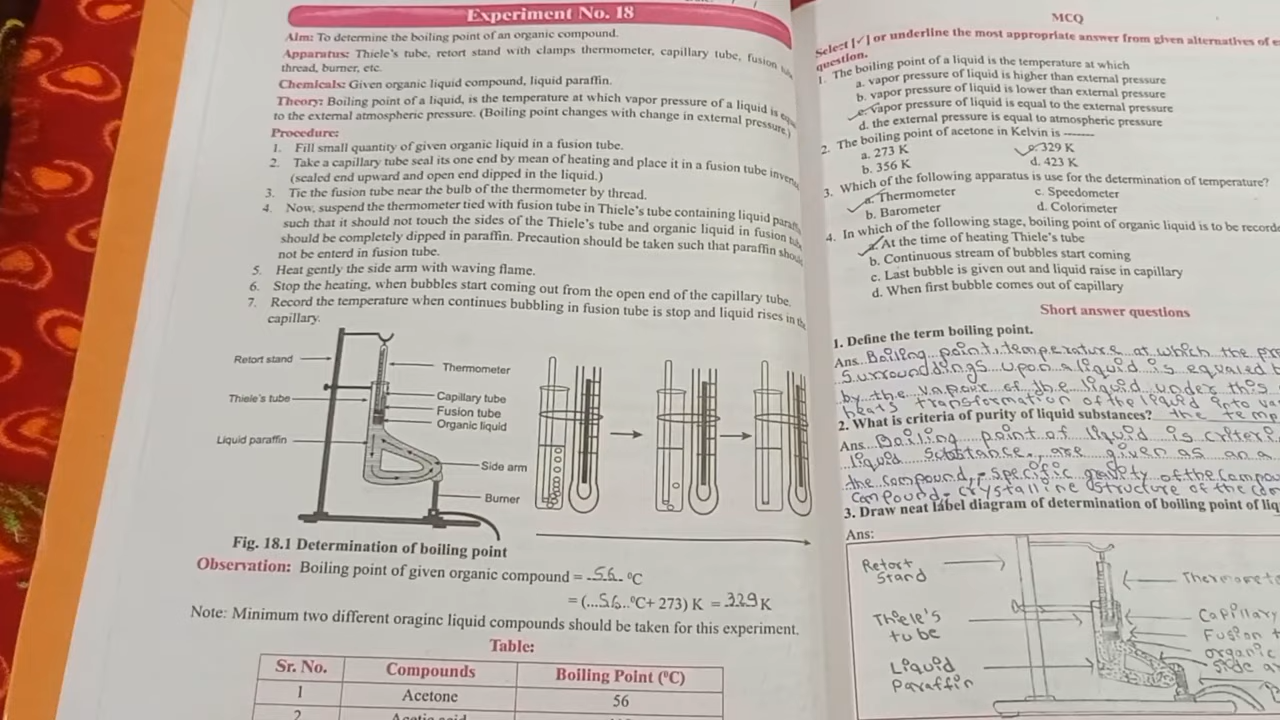 Experiment No. 18
Aim: To determine the boiling point of an organic compound.
Apparatus: Thiele's tube, retort stand with clamps thermometer, capillary tube, fusion
thread, burner, etc.
Chemicals: Given organic liquid compound, liquid paraffin.
Theory: Boiling point of a liquid, is the temperature at which vapor pressure of a liquid is
to the external atmospheric pressure. (Boiling point changes with change in external pressure.)
Procedure:
1. Fill small quantity of given organic liquid in a fusion tube.
2. Take a capillary tube seal its one end by mean of heating and place it in a fusion tube
(sealed end upward and open end dipped in the liquid.)
3. Tie the fusion tube near the bulb of the thermometer by thread.
4. Now, suspend the thermometer tied with fusion tube in Thiele's tube containing liquid
such that it should not touch the sides of the Thiele's tube and organic liquid in fusion
should be completely dipped in paraffin. Precaution should be taken such that paraffin
not be enterd in fusion tube.
5. Heat gently the side arm with waving flame.
6. Stop the heating, when bubbles start coming out from the open end of the capillary tube.
7. Record the temperature when continues bubbling in fusion tube is stop and liquid rises in the
capillary.
Retort stand
Thiele's tube
Liquid paraffin
Thermometer
Capillary tube
Fusion tube
Organic liquid
Side arm
Burner
Fig. 18.1 Determination of boiling point
Observation: Boiling point of given organic compound = 56 °C
= (...56..°C+ 273) K = 329 K
Note: Minimum two different oraginc liquid compounds should be taken for this experiment.
Table:
Sr. No. Compounds Boiling Point (⁰C)
1 Acetone 56
2 Acetic acid
MCQ
Select [✓] or underline the most appropriate answer from given alternatives of
question.
1. The boiling point of a liquid is the temperature at which
a. vapor pressure of liquid is higher than external pressure
b. vapor pressure of liquid is lower than external pressure
c. vapor pressure of liquid is equal to the external pressure
d. the external pressure is equal to atmospheric pressure
2. The boiling point of acetone in Kelvin is -------
a. 273 K c. 329 K
b. 356 K d. 423 K
3. Which of the following apparatus is use for the determination of temperature?
a. Thermometer c. Speedometer
b. Barometer d. Colorimeter
4. In which of the following stage, boiling point of organic liquid is to be
a. At the time of heating Thiele's tube
b. Continuous stream of bubbles start coming
c. Last bubble is given out and liquid raise in capillary
d. When first bubble comes out of capillary
Short answer questions
1. Define the term boiling point.
Ans. Boiling point, temperature at which the
surrounddings upon a liquid is equaled
by the vapour of the liquid under this
heats transformation of the liquid into
2. What is criteria of purity of liquid substances? the
Ans. Boiling point of liquid is
liquid substance, are given as an a
the compound, - specific gravity of the
compound - crystalline structure of the
3. Draw neat label diagram of determination of boiling point of
Ans:
Retort
Stand
Thiele's
tube
Liquid
Paraffin
Capillary
Fusion
organic
side